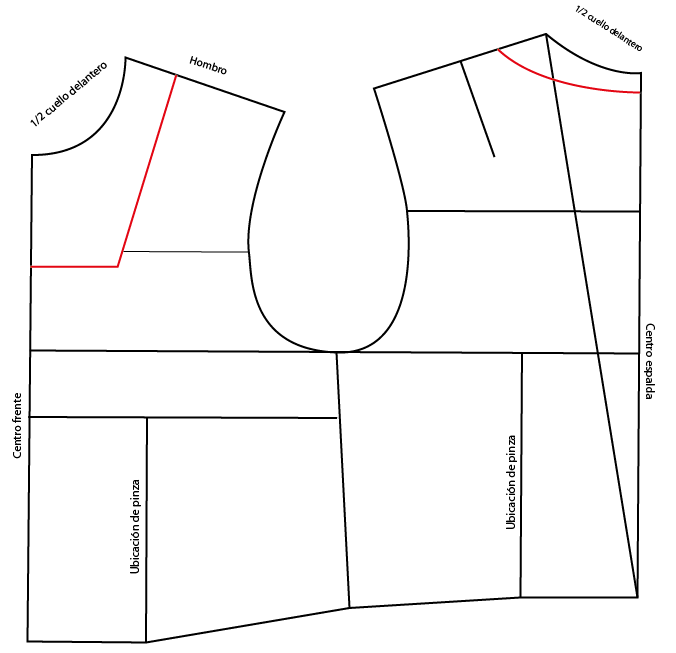 1/2 cuello delantero
Hombro
1/2 cuello delantero
Centro frente
Ubicación de pinza
Ubicación de pinza
Centro espalda